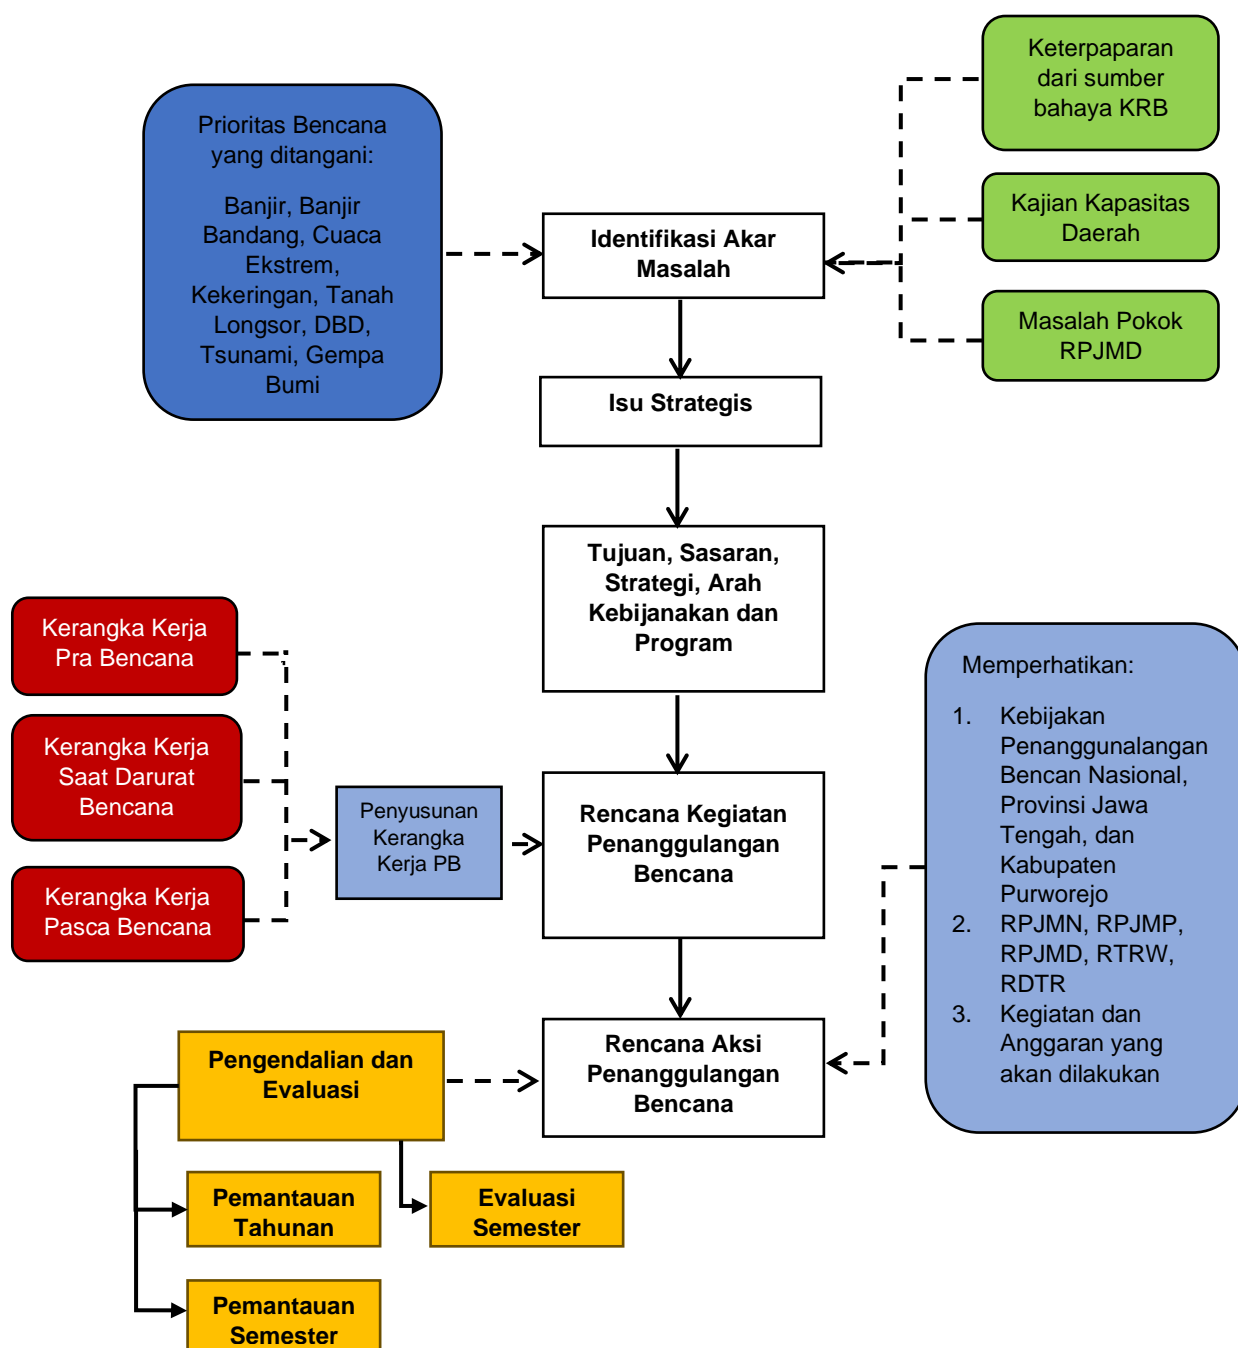 Keterpaparan
dari sumber
bahaya KRB
Prioritas Bencana
yang ditangani:
Banjir, Banjir
Bandang, Cuaca
Ekstrem,
Kekeringan, Tanah
Longsor, DBD,
Tsunami, Gempa
Bumi
Kajian Kapasitas
Daerah
Identifikasi Akar
Masalah
Masalah Pokok
RPJMD
Isu Strategis
Tujuan, Sasaran,
Strategi, Arah
Kebijanakan dan
Program
Kerangka Kerja
Pra Bencana
Kerangka Kerja
Saat Darurat
Bencana
Kerangka Kerja
Pasca Bencana
Penyusunan
Kerangka
Kerja PB
Rencana Kegiatan
Penanggulangan
Bencana
Memperhatikan:
1. Kebijakan
Penanggunalangan
Bencan Nasional,
Provinsi Jawa
Tengah, dan
Kabupaten
Purworejo
2. RPJMN, RPJMP,
RPJMD, RTRW,
RDTR
3. Kegiatan dan
Anggaran yang
akan dilakukan
Pengendalian dan
Evaluasi
Rencana Aksi
Penanggulangan
Bencana
Pemantauan
Tahunan
Evaluasi
Semester
Pemantauan
Semester